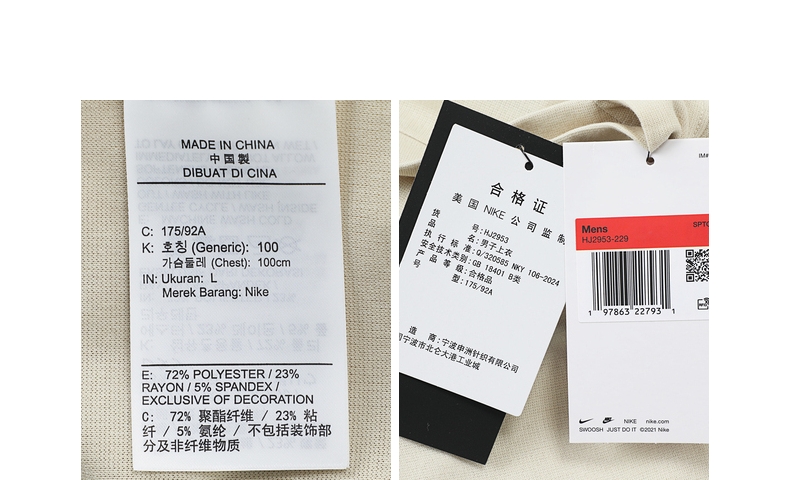 MADE IN CHINA
中国製
DIBUAT DI CINA
C: 175/92A
K: 호칭 (Generic): 100
가슴둘레 (Chest): 100cm
IN: Ukuran: L
Merek Barang: Nike
E: 72% POLYESTER / 23%
RAYON / 5% SPANDEX /
EXCLUSIVE OF DECORATION
C: 72% 聚酯纤维 / 23% 粘
纤 / 5% 氨纶 / 不包括装饰部
分及非纤维物质
合格证
美国 NIKE 公司监制
货号:HJ2953
品名:男子上衣
执行标准:Q/320585 NKY 106-2024
安全技术类别:GB 18401 B类
产品等级:合格品
号型:175/92A
造商:宁波申洲针织有限公司
宁波市北仑大港工业城
IM#
Mens
SPTC
HJ2953-229
1 97863 22793 1
NIKE nike.com
SWOOSH JUST DO IT ©2021 Nike